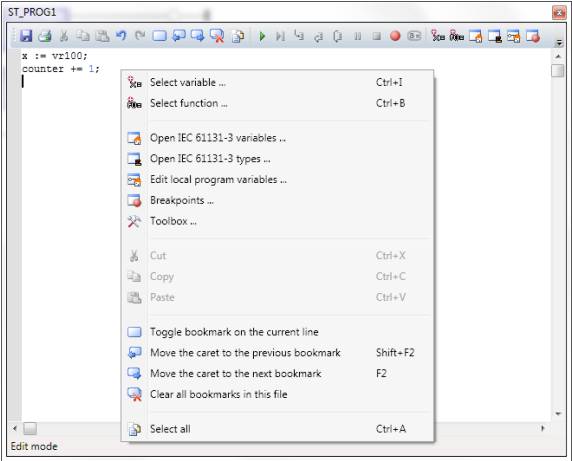 ST_PROG1
x := vr100;
counter += 1;
Select variable ... Ctrl+I
Select function ... Ctrl+B
Open IEC 61131-3 variables ...
Open IEC 61131-3 types ...
Edit local program variables ...
Breakpoints ...
Toolbox ...
Cut Ctrl+X
Copy Ctrl+C
Paste Ctrl+V
Toggle bookmark on the current line
Move the caret to the previous bookmark Shift+F2
Move the caret to the next bookmark F2
Clear all bookmarks in this file
Select all Ctrl+A
Edit mode